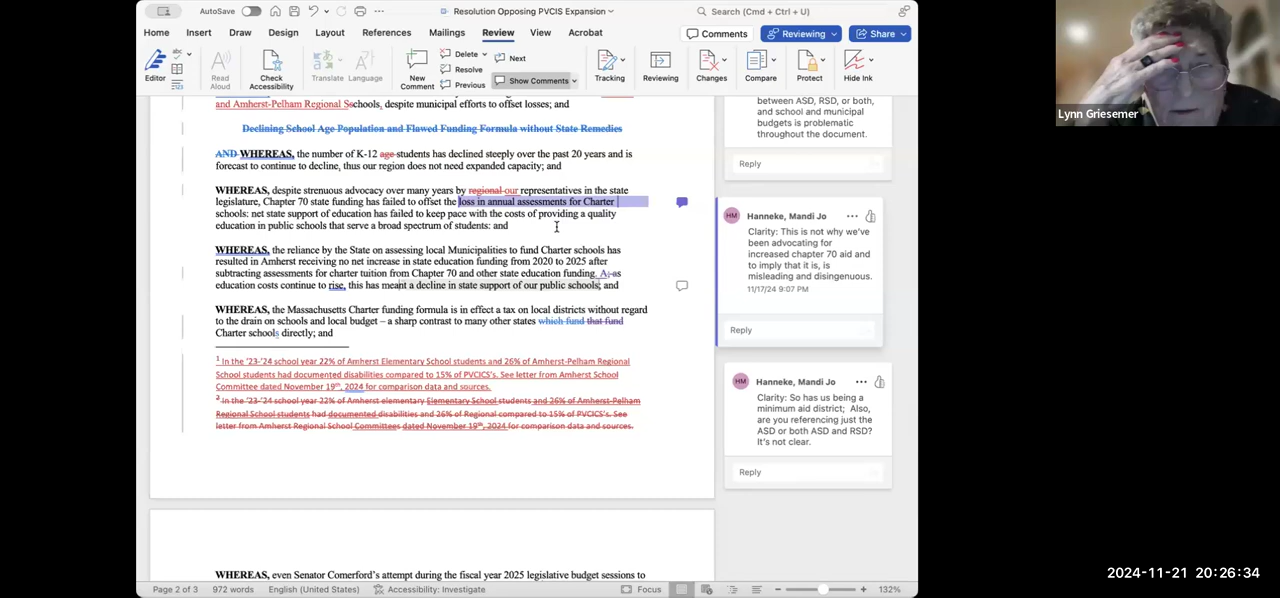 AutoSave
Resolution Opposing PVCIS Expansion
Search (Cmd + Ctrl + U)
Home Insert Draw Design Layout References Mailings Review View Acrobat
Comments Reviewing Share
Editor Read Aloud Check Accessibility Translate Language New Comment Delete Resolve Previous Next Show Comments Tracking Reviewing Changes Compare Protect Hide Ink
and Amherst-Pelham Regional Sschools, despite municipal efforts to offset losses; and
Declining School Age Population and Flawed Funding Formula without State Remedies
AND WHEREAS, the number of K-12 age students has declined steeply over the past 20 years and is
forecast to continue to decline, thus our region does not need expanded capacity; and
WHEREAS, despite strenuous advocacy over many years by regional our representatives in the state
legislature, Chapter 70 state funding has failed to offset the loss in annual assessments for Charter
schools: net state support of education has failed to keep pace with the costs of providing a quality
education in public schools that serve a broad spectrum of students: and
WHEREAS, the reliance by the State on assessing local Municipalities to fund Charter schools has
resulted in Amherst receiving no net increase in state education funding from 2020 to 2025 after
subtracting assessments for charter tuition from Chapter 70 and other state education funding. A; as
education costs continue to rise, this has meant a decline in state support of our public schools; and
WHEREAS, the Massachusetts Charter funding formula is in effect a tax on local districts without regard
to the drain on schools and local budget – a sharp contrast to many other states which fund that fund
Charter schools directly; and
1 In the '23-'24 school year 22% of Amherst Elementary School students and 26% of Amherst-Pelham Regional
School students had documented disabilities compared to 15% of PVCICS's. See letter from Amherst School
Committee dated November 19th, 2024 for comparison data and sources.
2 In the '23-'24 school year 22% of Amherst elementary Elementary School students and 26% of Amherst-Pelham
Regional School students had documented disabilities and 26% of Regional compared to 15% of PVCICS's. See
letter from Amherst Regional School Committees dated November 19th, 2024 for comparison data and sources.
WHEREAS, even Senator Comerford's attempt during the fiscal year 2025 legislative budget sessions to
between ASD, RSD, or both,
and school and municipal
budgets is problematic
throughout the document.
Reply
HM Hanneke, Mandi Jo
Clarity: This is not why we've
been advocating for
increased chapter 70 aid and
to imply that it is, is
misleading and disingenuous.
11/17/24 9:07 PM
Reply
HM Hanneke, Mandi Jo
Clarity: So has us being a
minimum aid district; Also,
are you referencing just the
ASD or both ASD and RSD?
It's not clear.
Reply
Page 2 of 3 972 words English (United States) Accessibility: Investigate Focus 132%
Lynn Griesemer
2024-11-21 20:26:34